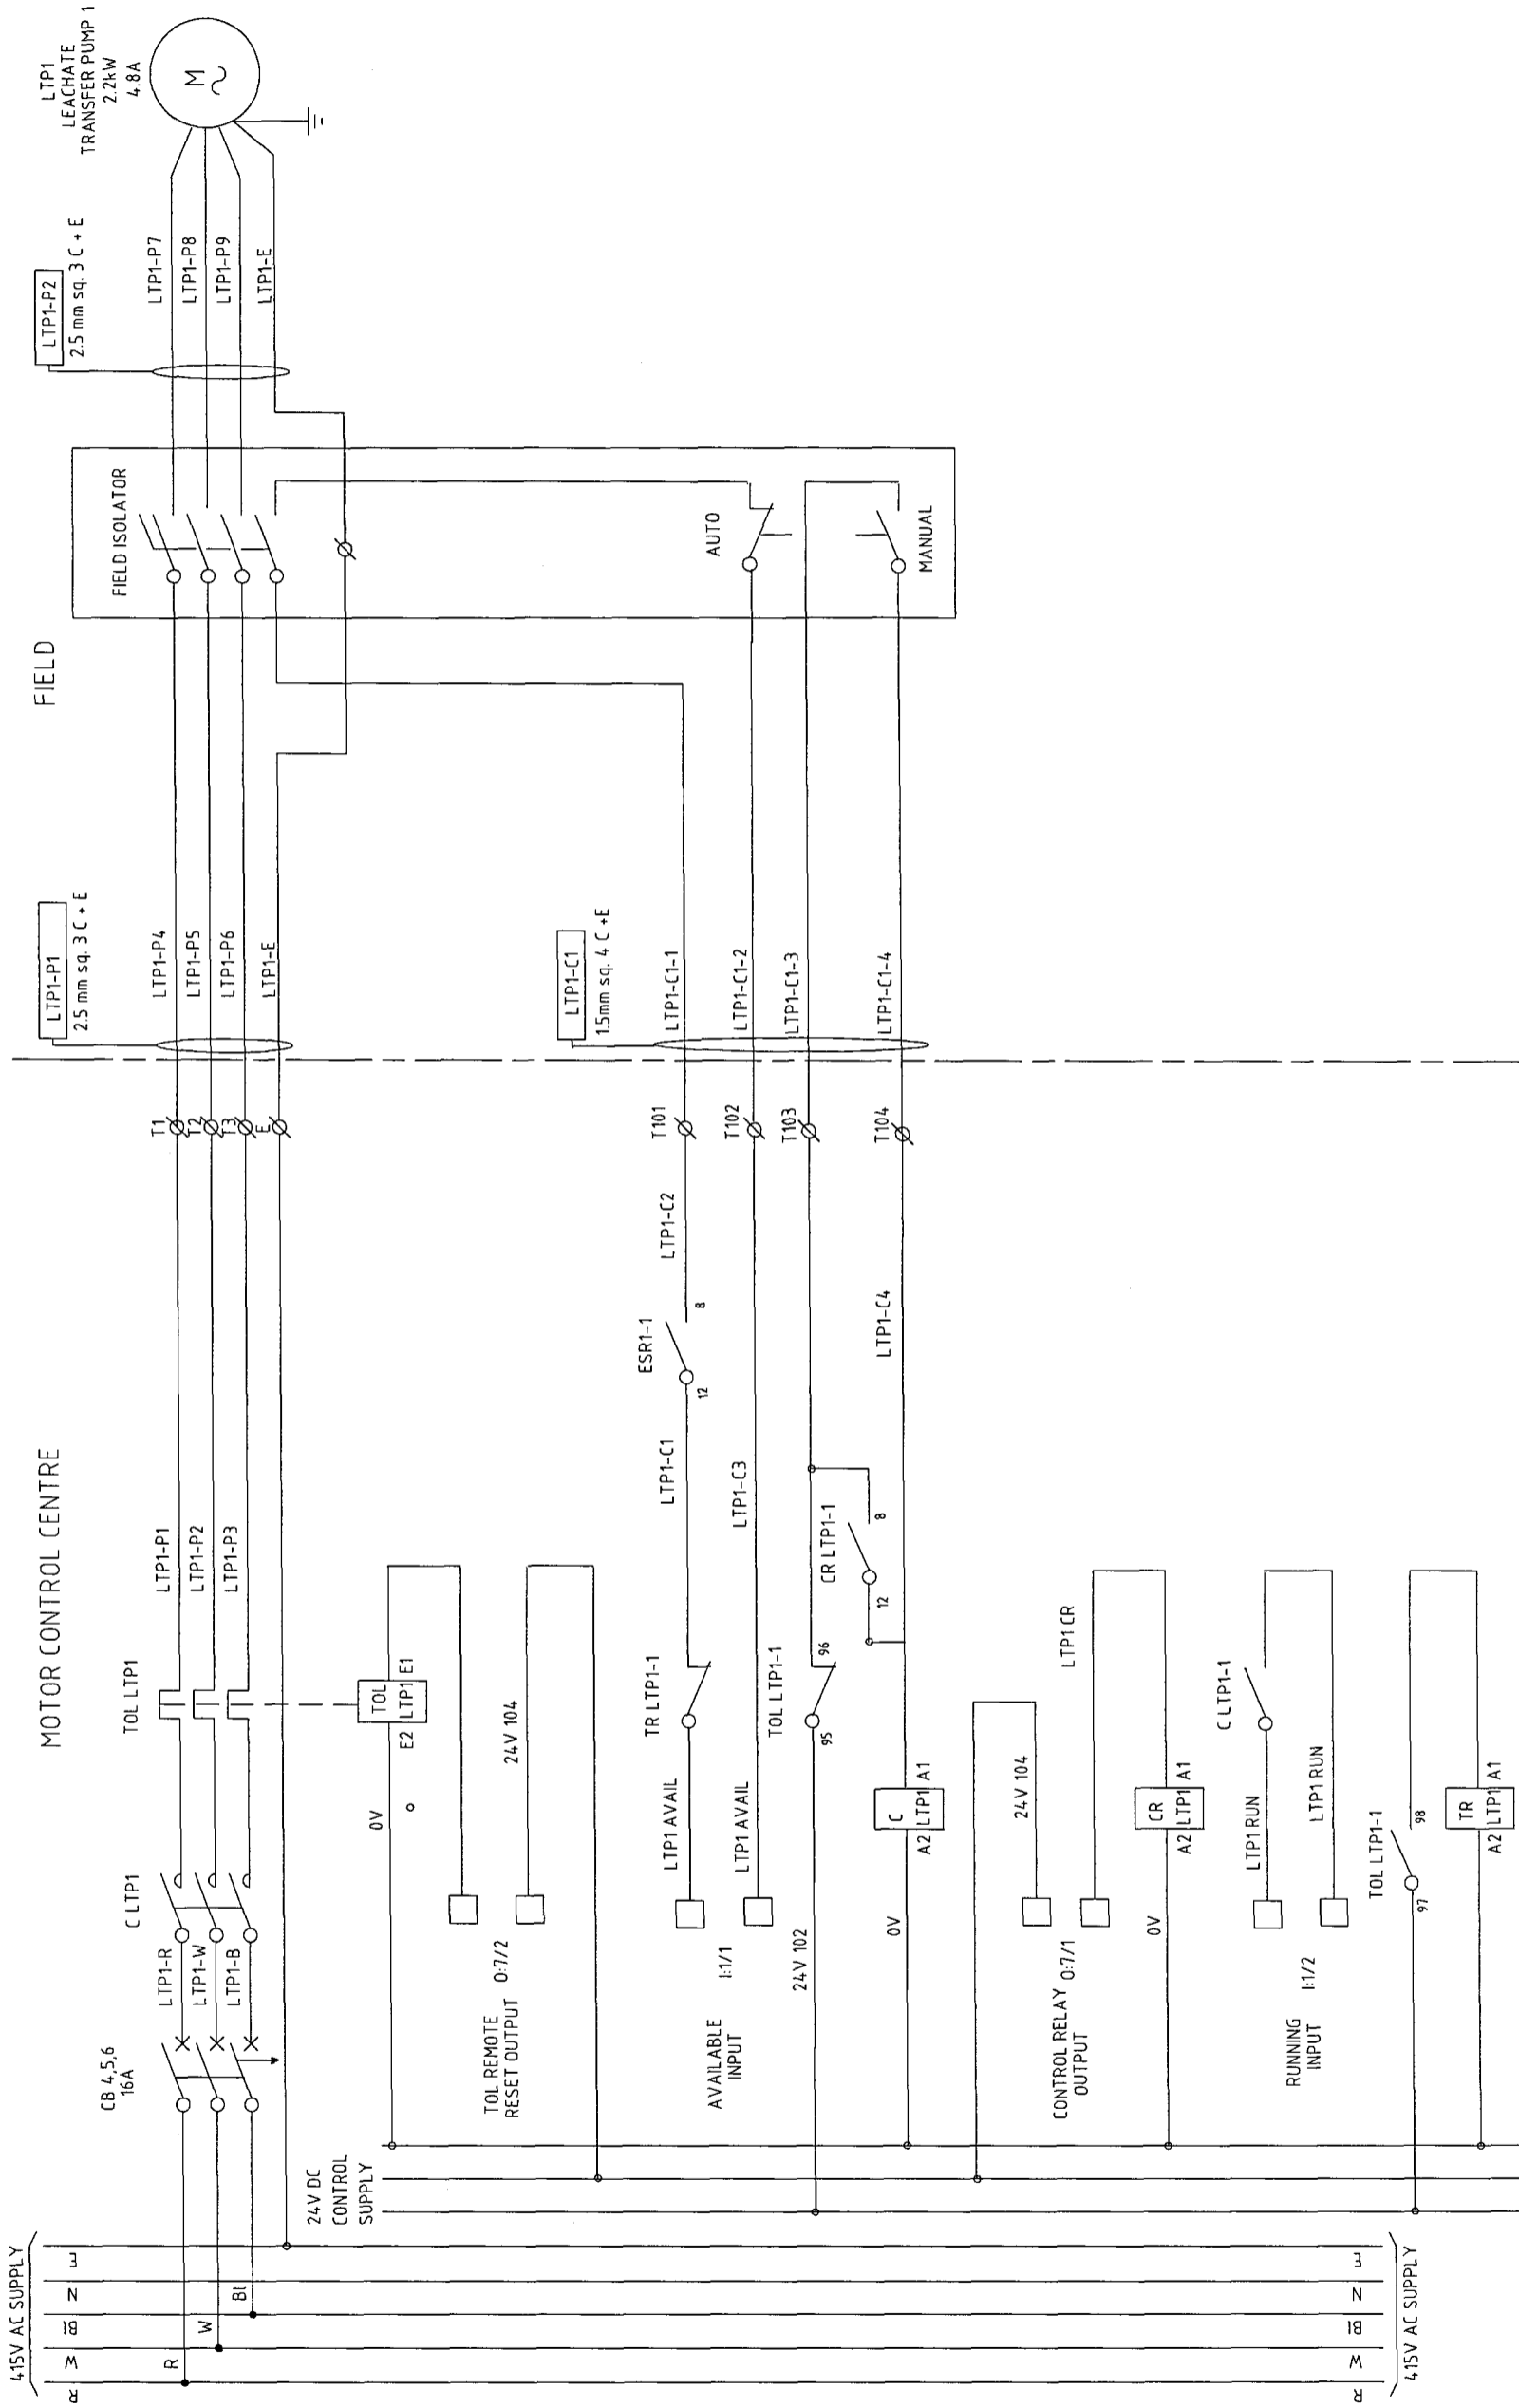 415V AC SUPPLY
R
W
Bl
N
E
R
W
Bl
24V DC
CONTROL
SUPPLY
CB 4,5,6
16A
LTP1-R
LTP1-W
LTP1-B
C LTP1
MOTOR CONTROL CENTRE
TOL LTP1
LTP1-P1
LTP1-P2
LTP1-P3
T1
T2
T3
E
FIELD
LTP1-P1
2.5 mm sq. 3 C + E
LTP1-P4
LTP1-P5
LTP1-P6
LTP1-E
FIELD ISOLATOR
LTP1-P2
2.5 mm sq. 3 C + E
LTP1-P7
LTP1-P8
LTP1-P9
LTP1-E
LTP1
LEACHATE
TRANSFER PUMP 1
2.2kW
4.8A
M
0V
E2
TOL
LTP1
E1
TOL REMOTE
RESET OUTPUT
O:7/2
24V 104
AVAILABLE
INPUT
I:1/1
LTP1 AVAIL
LTP1 AVAIL
TR LTP1-1
LTP1-C1
ESR1-1
12
8
LTP1-C2
T101
LTP1-C1
1.5mm sq. 4 C +E
LTP1-C1-1
LTP1-C3
T102
LTP1-C1-2
AUTO
24V 102
TOL LTP1-1
95
96
T103
LTP1-C1-3
CR LTP1-1
12
8
0V
A2
C
LTP1
A1
LTP1-C4
T104
LTP1-C1-4
MANUAL
CONTROL RELAY
OUTPUT
O:7/1
24V 104
LTP1 CR
0V
A2
CR
LTP1
A1
RUNNING
INPUT
I:1/2
LTP1 RUN
C LTP1-1
LTP1 RUN
TOL LTP1-1
97
98
A2
TR
LTP1
A1
R
W
Bl
N
E
415V AC SUPPLY